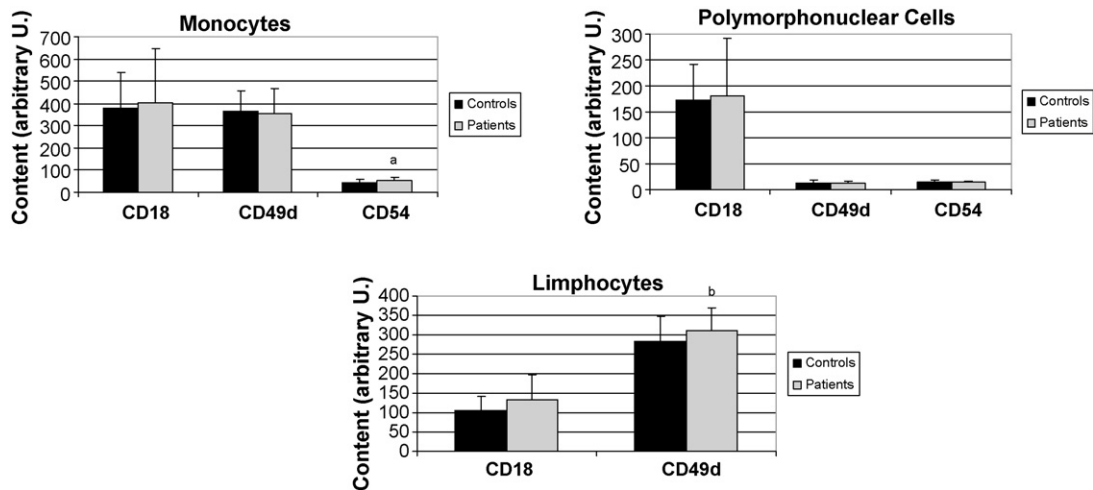 Monocytes
Content (arbitrary U.)
700
600
500
400
300
200
100
0
a
CD18 CD49d CD54
Controls
Patients
Polymorphonuclear Cells
Content (arbitrary U.)
300
250
200
150
100
50
0
CD18 CD49d CD54
Controls
Patients
Limphocytes
Content (arbitrary U.)
400
350
300
250
200
150
100
50
0
b
CD18 CD49d
Controls
Patients